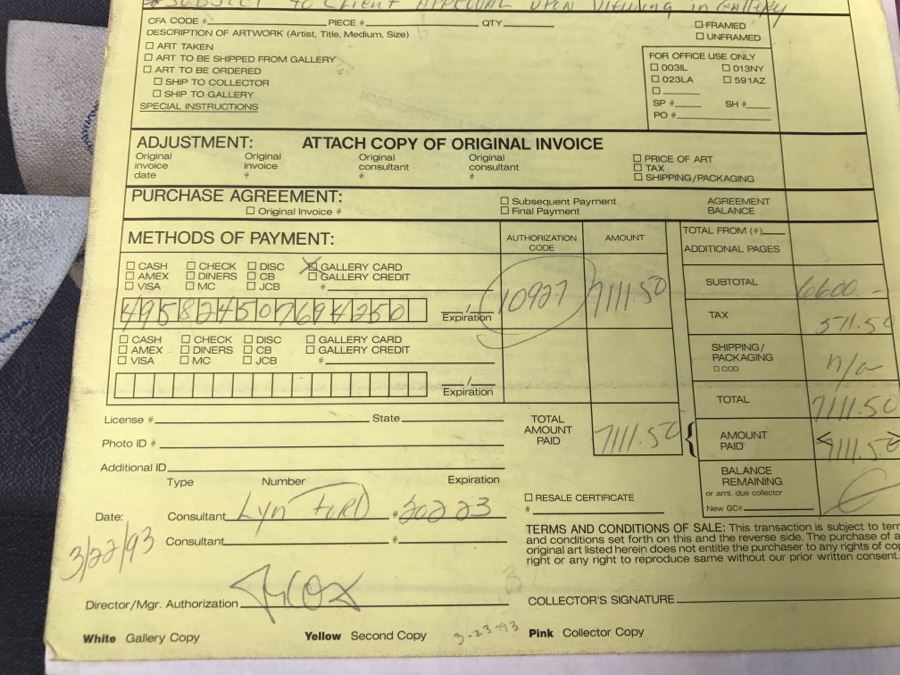 * SUBJECT to Client APPROVAL UPON Viewing in Gallery
CFA CODE # PIECE # QTY
☐ FRAMED
☐ UNFRAMED
DESCRIPTION OF ARTWORK (Artist, Title, Medium, Size)
☐ ART TAKEN
☐ ART TO BE SHIPPED FROM GALLERY
☐ ART TO BE ORDERED
☐ SHIP TO COLLECTOR
☐ SHIP TO GALLERY
SPECIAL INSTRUCTIONS
FOR OFFICE USE ONLY
☐ 003IL ☐ 013NY
☐ 023LA ☐ 591AZ
☐
SP # SH #
PO #
ADJUSTMENT: ATTACH COPY OF ORIGINAL INVOICE
Original invoice date
Original invoice #
Original consultant #
Original consultant #
☐ PRICE OF ART
☐ TAX
☐ SHIPPING/PACKAGING
PURCHASE AGREEMENT:
☐ Original Invoice #
☐ Subsequent Payment
☐ Final Payment
AGREEMENT
BALANCE
METHODS OF PAYMENT:
AUTHORIZATION
CODE
AMOUNT
TOTAL FROM (#)
ADDITIONAL PAGES
☐ CASH ☐ CHECK ☐ DISC ☒ GALLERY CARD
☐ AMEX ☐ DINERS ☐ CB ☐ GALLERY CREDIT
☐ VISA ☐ MC ☐ JCB #
/
Expiration
10927
7111.50
SUBTOTAL 6600.-
TAX 511.50
☐ CASH ☐ CHECK ☐ DISC ☐ GALLERY CARD
☐ AMEX ☐ DINERS ☐ CB ☐ GALLERY CREDIT
☐ VISA ☐ MC ☐ JCB #
/
Expiration
SHIPPING/
PACKAGING
☐ COD
n/a
TOTAL 7111.50
License # State
Photo ID #
Additional ID
Type Number Expiration
TOTAL
AMOUNT
PAID
7111.50
AMOUNT
PAID
<7111.50>
BALANCE
REMAINING
or amt. due collector
New GC#
☐ RESALE CERTIFICATE
#
Date: Consultant Lyn FORD # 20223
3/22/93
Consultant #
TERMS AND CONDITIONS OF SALE: This transaction is subject to
and conditions set forth on this and the reverse side. The purchase of
original art listed herein does not entitle the purchaser to any rights of
right or any right to reproduce same without our prior written consent.
Director/Mgr. Authorization
COLLECTOR'S SIGNATURE
White Gallery Copy Yellow Second Copy 3-23-93 Pink Collector Copy